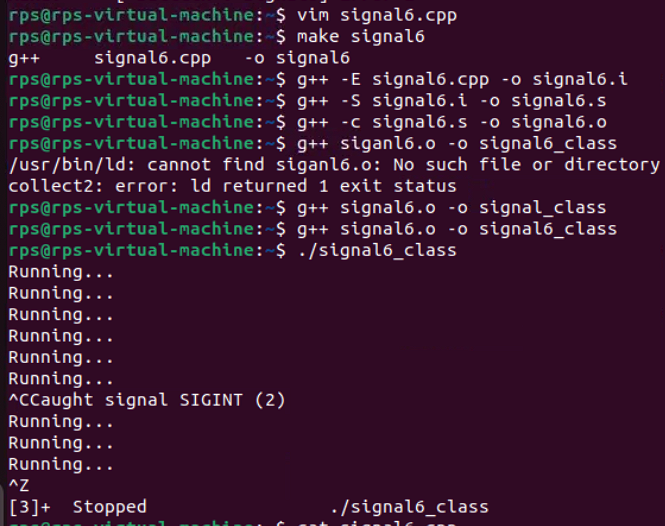 rps@rps-virtual-machine:~$ vim signal6.cpp
rps@rps-virtual-machine:~$ make signal6
g++     signal6.cpp   -o signal6
rps@rps-virtual-machine:~$ g++ -E signal6.cpp -o signal6.i
rps@rps-virtual-machine:~$ g++ -S signal6.i -o signal6.s
rps@rps-virtual-machine:~$ g++ -c signal6.s -o signal6.o
rps@rps-virtual-machine:~$ g++ siganl6.o -o signal6_class
/usr/bin/ld: cannot find siganl6.o: No such file or directory
collect2: error: ld returned 1 exit status
rps@rps-virtual-machine:~$ g++ signal6.o -o signal_class
rps@rps-virtual-machine:~$ g++ signal6.o -o signal6_class
rps@rps-virtual-machine:~$ ./signal6_class
Running...
Running...
Running...
Running...
Running...
Running...
^CCaught signal SIGINT (2)
Running...
Running...
Running...
^Z
[3]+  Stopped                 ./signal6_class
rps@rps-virtual-machine:~$ cat signal6.cpp